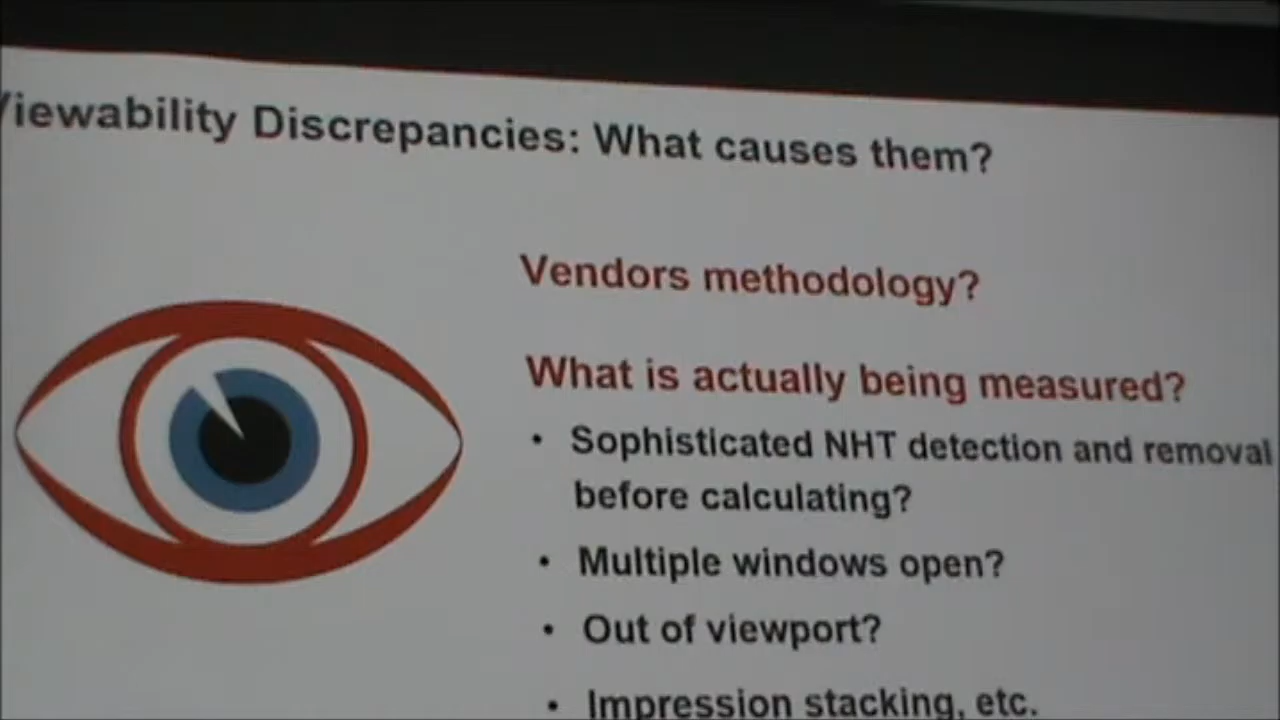 Viewability Discrepancies: What causes them?
Vendors methodology?
What is actually being measured?
• Sophisticated NHT detection and removal
before calculating?
• Multiple windows open?
• Out of viewport?
• Impression stacking, etc.